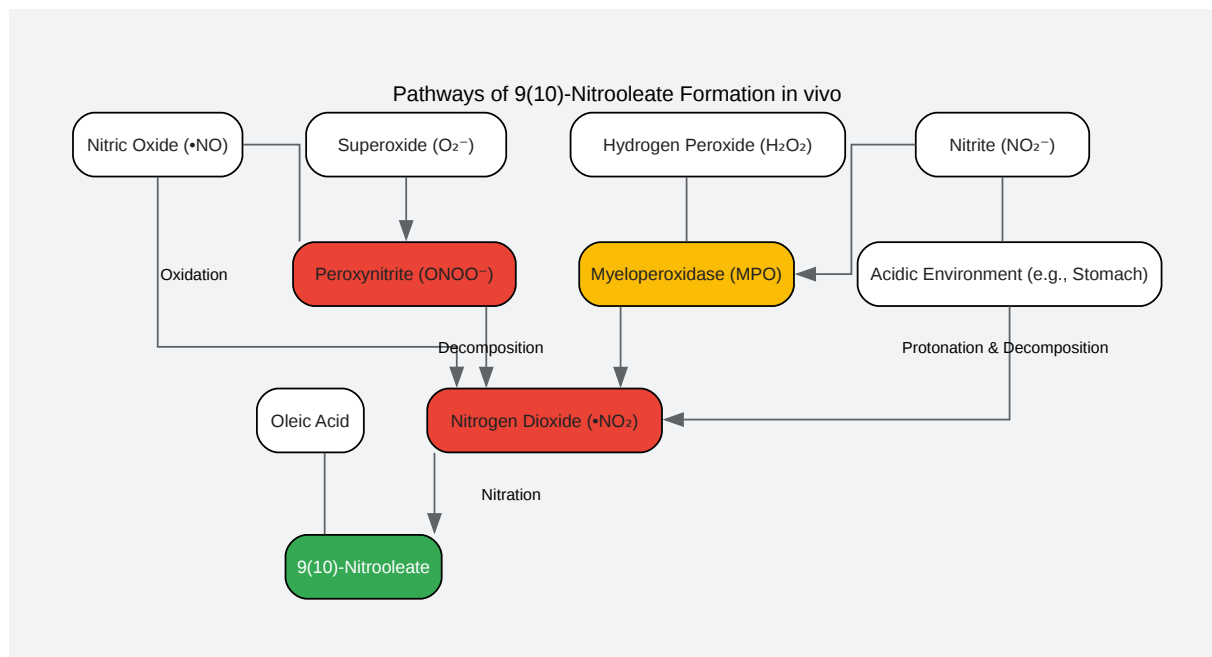 Pathways of 9(10)-Nitrooleate Formation in vivo
Nitric Oxide (•NO)
Superoxide (O₂⁻)
Hydrogen Peroxide (H₂O₂)
Nitrite (NO₂⁻)
Oxidation
Peroxynitrite (ONOO⁻)
Myeloperoxidase (MPO)
Acidic Environment (e.g., Stomach)
Decomposition
Protonation & Decomposition
Oleic Acid
Nitrogen Dioxide (•NO₂)
Nitration
9(10)-Nitrooleate